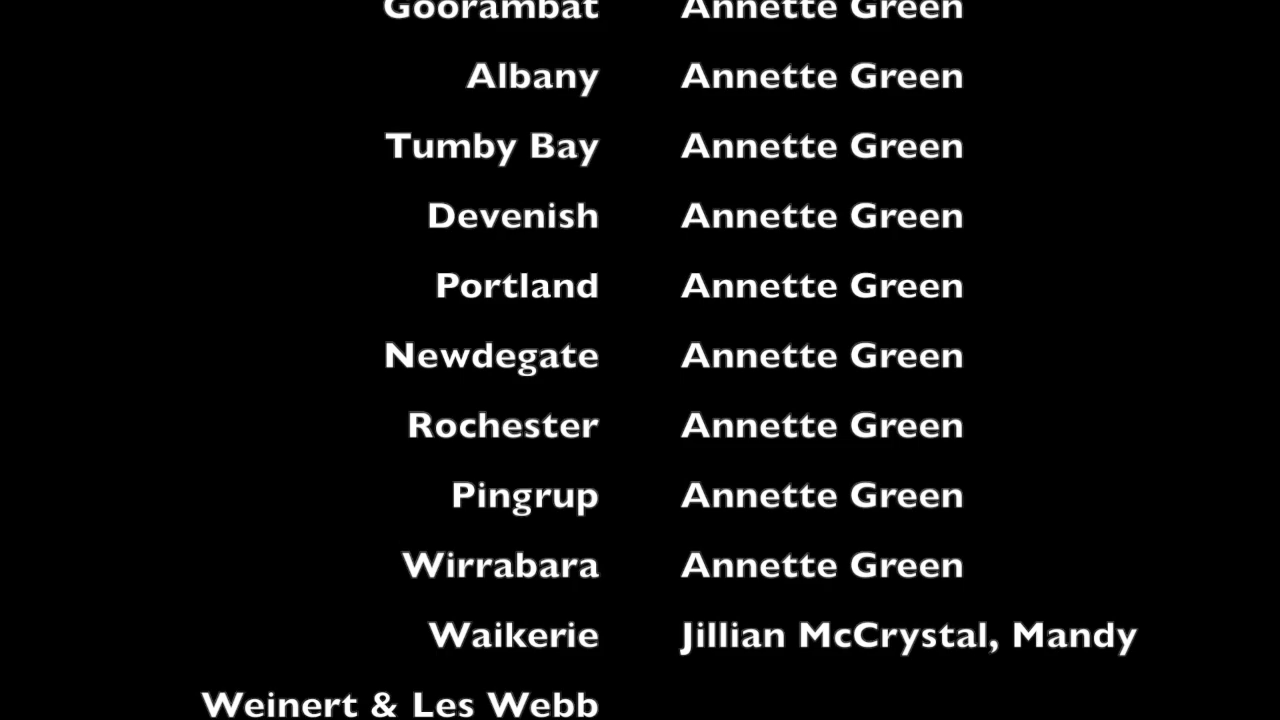 Goorambat Annette Green
Albany Annette Green
Tumby Bay Annette Green
Devenish Annette Green
Portland Annette Green
Newdegate Annette Green
Rochester Annette Green
Pingrup Annette Green
Wirrabara Annette Green
Waikerie Jillian McCrystal, Mandy
Weinert & Les Webb